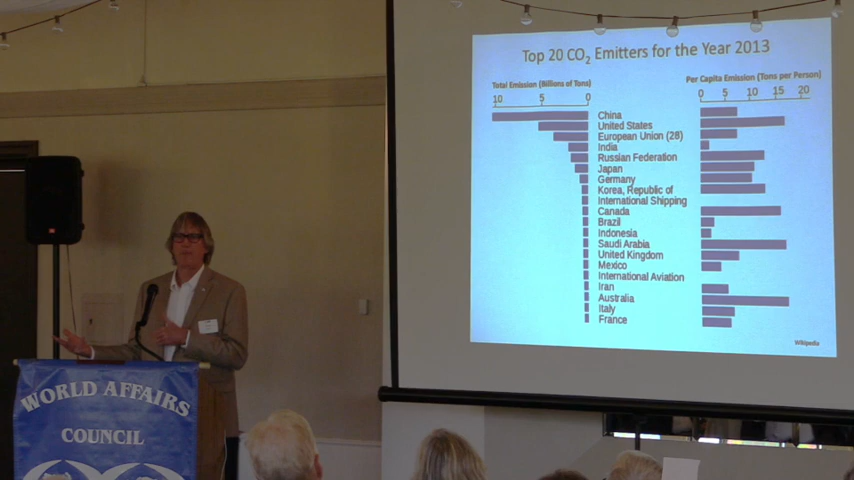 Top 20 CO₂ Emitters for the Year 2013
Total Emission (Billions of Tons)
10 5 0
Per Capita Emission (Tons per Person)
0 5 10 15 20
China
United States
European Union (28)
India
Russian Federation
Japan
Germany
Korea, Republic of
International Shipping
Canada
Brazil
Indonesia
Saudi Arabia
United Kingdom
Mexico
International Aviation
Iran
Australia
Italy
France
Wikipedia
WORLD AFFAIRS
COUNCIL